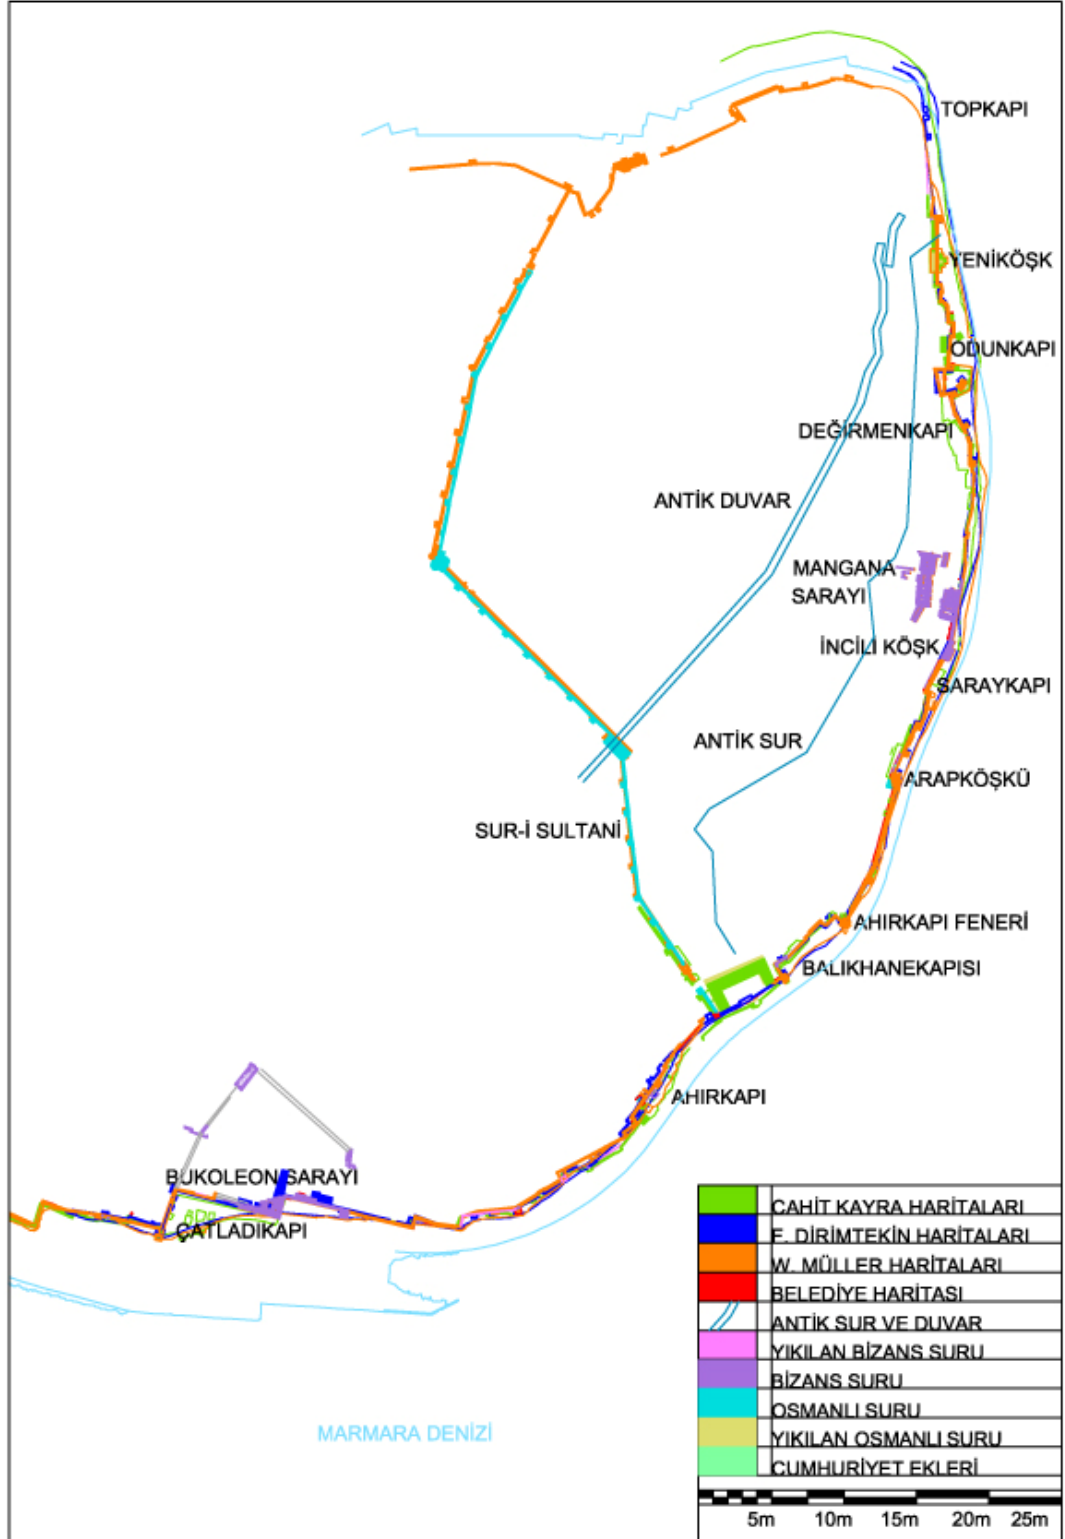 TOPKAPI
YENİKÖŞK
ODUNKAPI
DEĞİRMENKAPI
ANTİK DUVAR
MANGANA
SARAYI
İNCİLİ KÖŞK
SARAYKAPI
ANTİK SUR
ARAPKÖŞKÜ
SUR-İ SULTANİ
AHIRKAPI FENERİ
BALIKHANEKAPISI
AHIRKAPI
BUKOLEON SARAYI
ÇATLADIKAPI
MARMARA DENİZİ
CAHİT KAYRA HARİTALARI
F. DİRİMTEKİN HARİTALARI
W. MÜLLER HARİTALARI
BELEDİYE HARİTASI
ANTİK SUR VE DUVAR
YIKILAN BİZANS SURU
BİZANS SURU
OSMANLI SURU
YIKILAN OSMANLI SURU
CUMHURİYET EKLERİ
5m 10m 15m 20m 25m